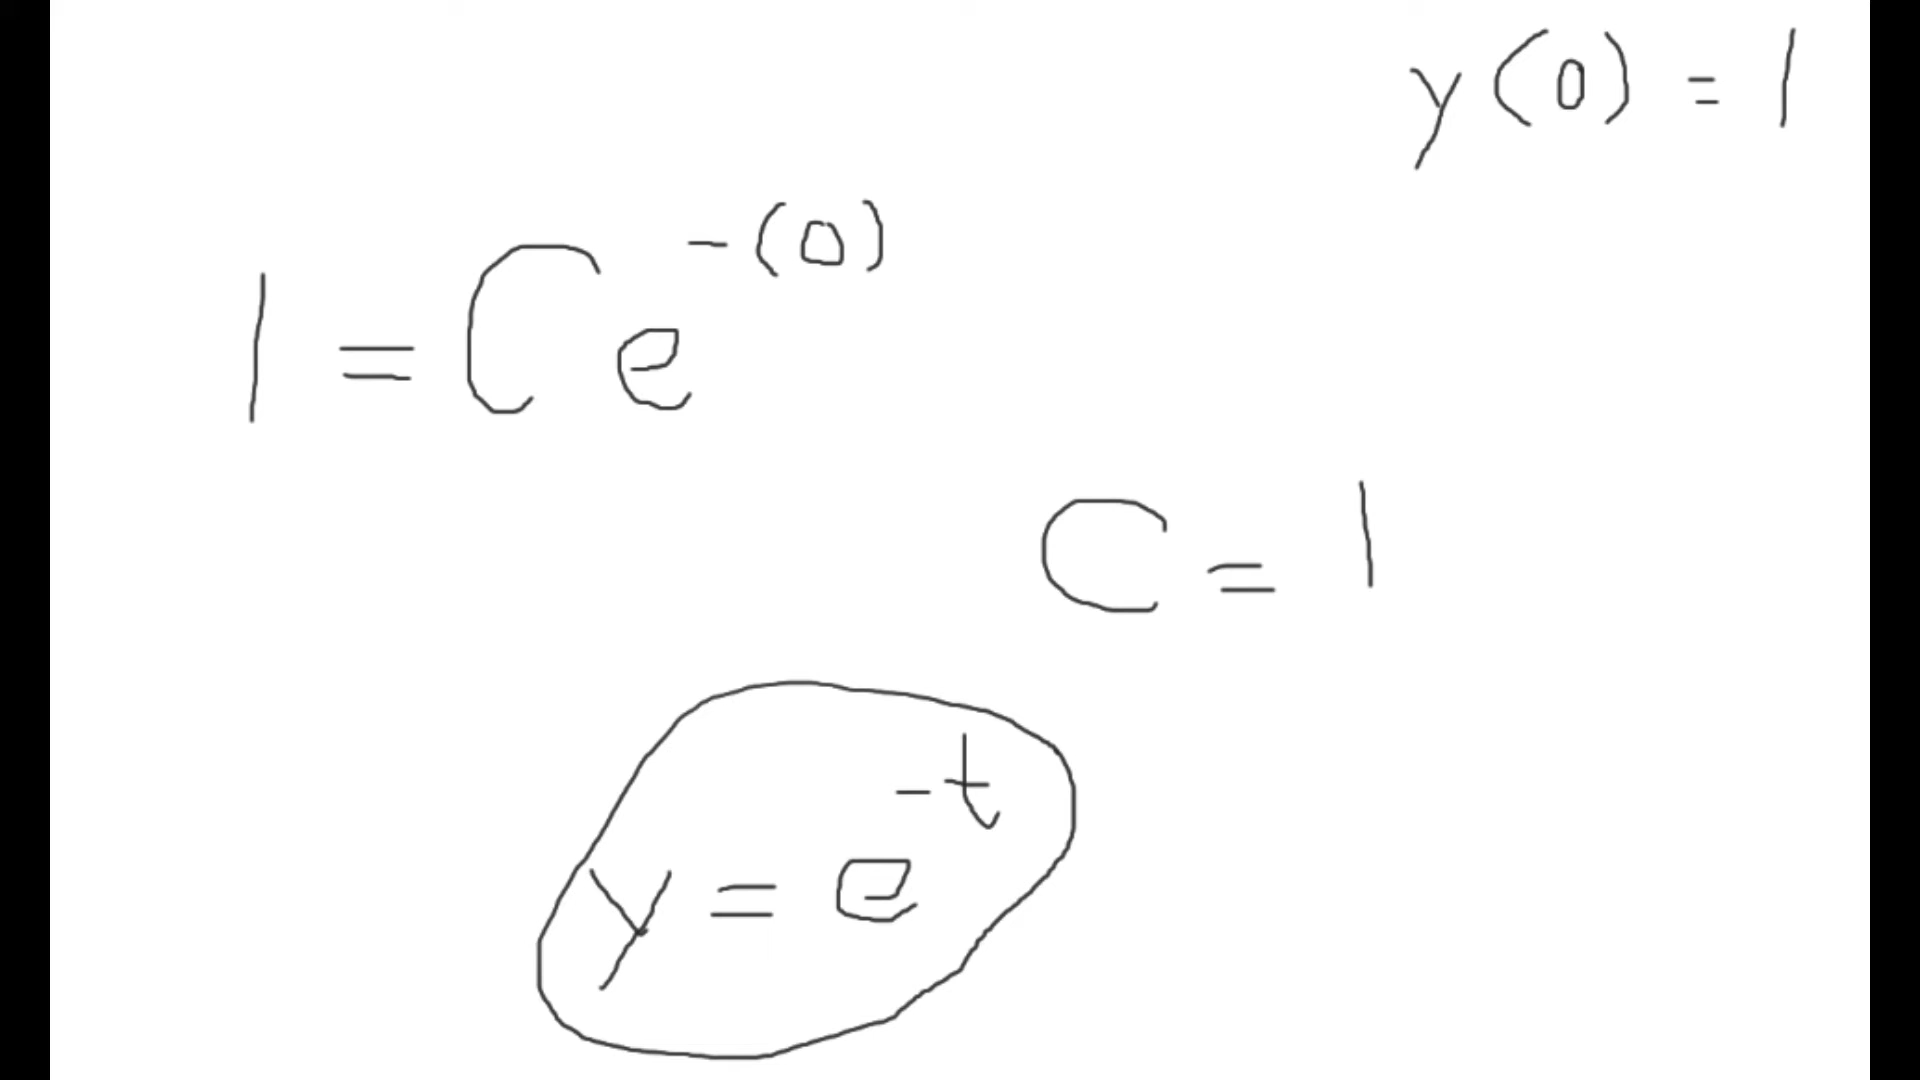 y(0) = 1
1 = Ce^-(0)
C = 1
y = e^-t